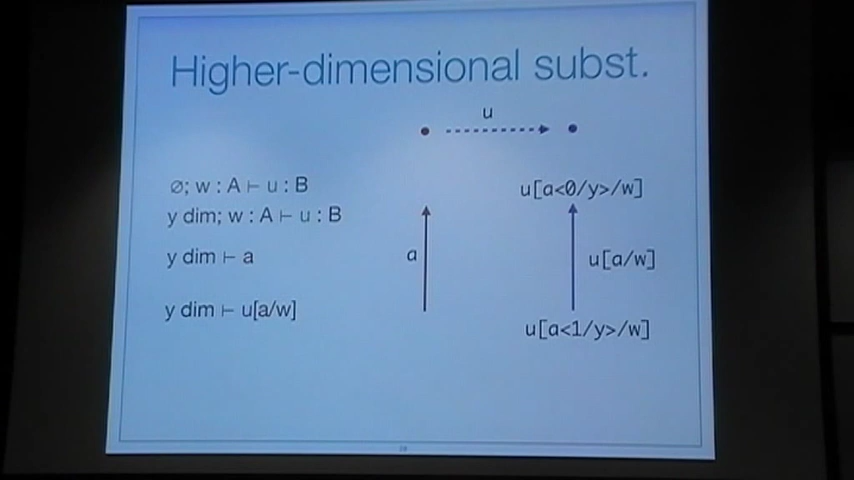 Higher-dimensional subst.
u
∅; w : A ⊢ u : B
u[a<0/y>/w]
y dim; w : A ⊢ u : B
y dim ⊢ a
a
u[a/w]
y dim ⊢ u[a/w]
u[a<1/y>/w]